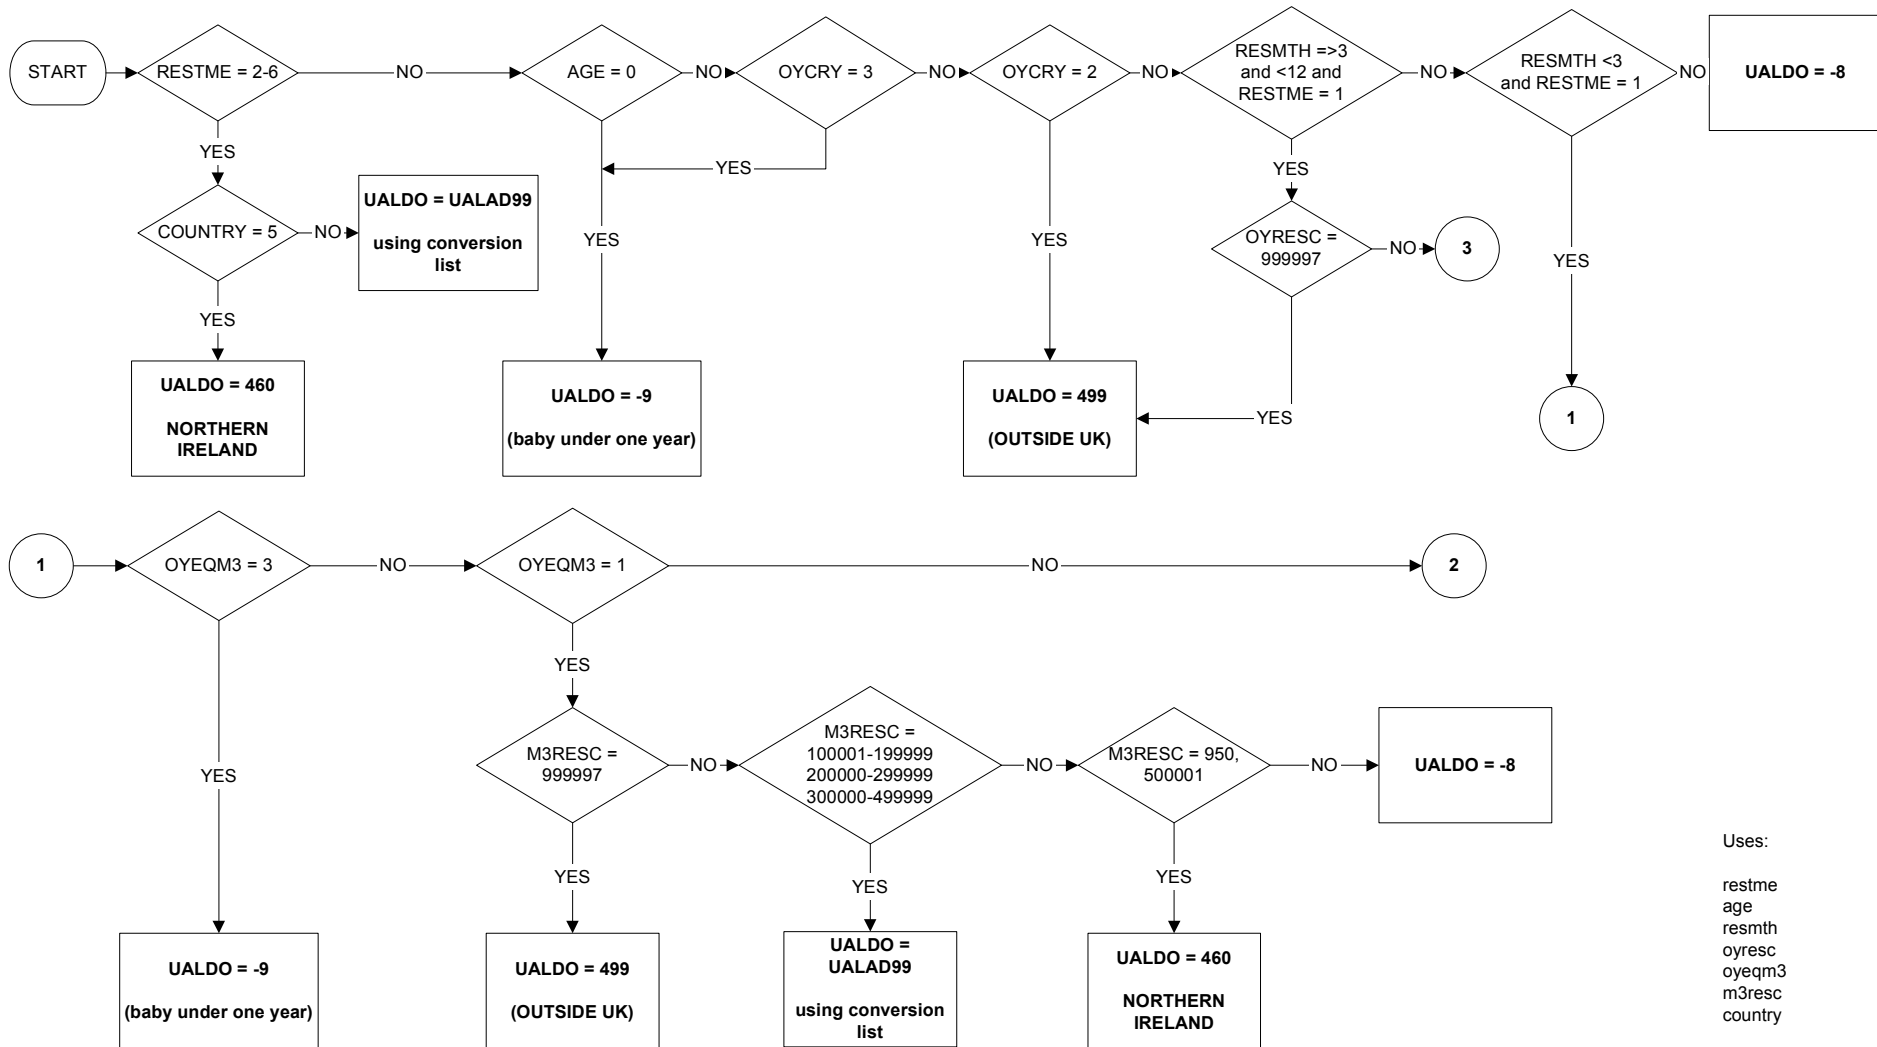 START
RESTME = 2-6
NO
AGE = 0
NO
OYCRY = 3
NO
OYCRY = 2
NO
RESMTH =>3
and <12 and
RESTME = 1
NO
RESMTH <3
and RESTME = 1
NO
UALDO = -8
YES
YES
YES
YES
YES
YES
COUNTRY = 5
NO
UALDO = UALAD99
using conversion
list
OYRESC =
999997
NO
3
YES
YES
UALDO = 460
NORTHERN
IRELAND
UALDO = -9
(baby under one year)
UALDO = 499
(OUTSIDE UK)
1
1
OYEQM3 = 3
NO
OYEQM3 = 1
NO
2
YES
YES
M3RESC =
999997
NO
M3RESC =
100001-199999
200000-299999
300000-499999
NO
M3RESC = 950,
500001
NO
UALDO = -8
YES
YES
YES
UALDO = -9
(baby under one year)
UALDO = 499
(OUTSIDE UK)
UALDO =
UALAD99
using conversion
list
UALDO = 460
NORTHERN
IRELAND
Uses:
restme
age
resmth
oyresc
oyeqm3
m3resc
country